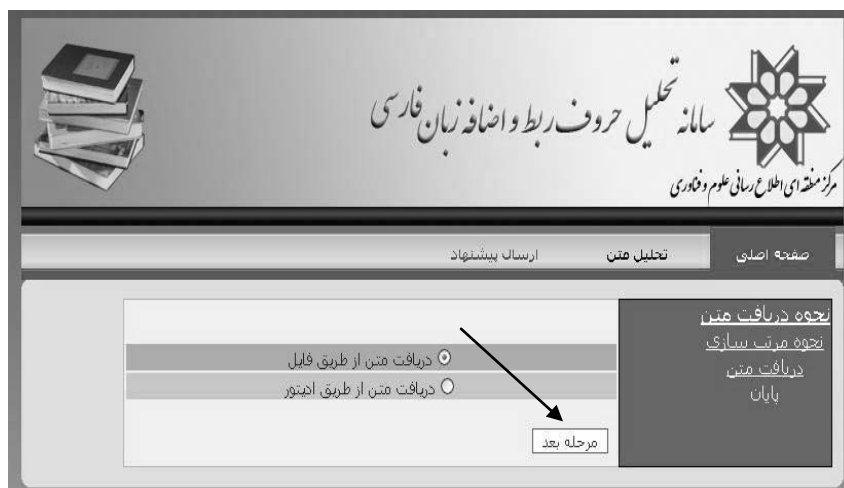 سامانه تحلیل حروف ربط و اضافه زبان فارسی
مرکز منطقه ای اطلاع رسانی علوم و فناوری
صفحه اصلی
تحلیل متن
ارسال پیشنهاد
نحوه دریافت متن
نحوه مرتب سازی
دریافت متن
پایان
دریافت متن از طریق فایل
دریافت متن از طریق ادیتور
مرحله بعد